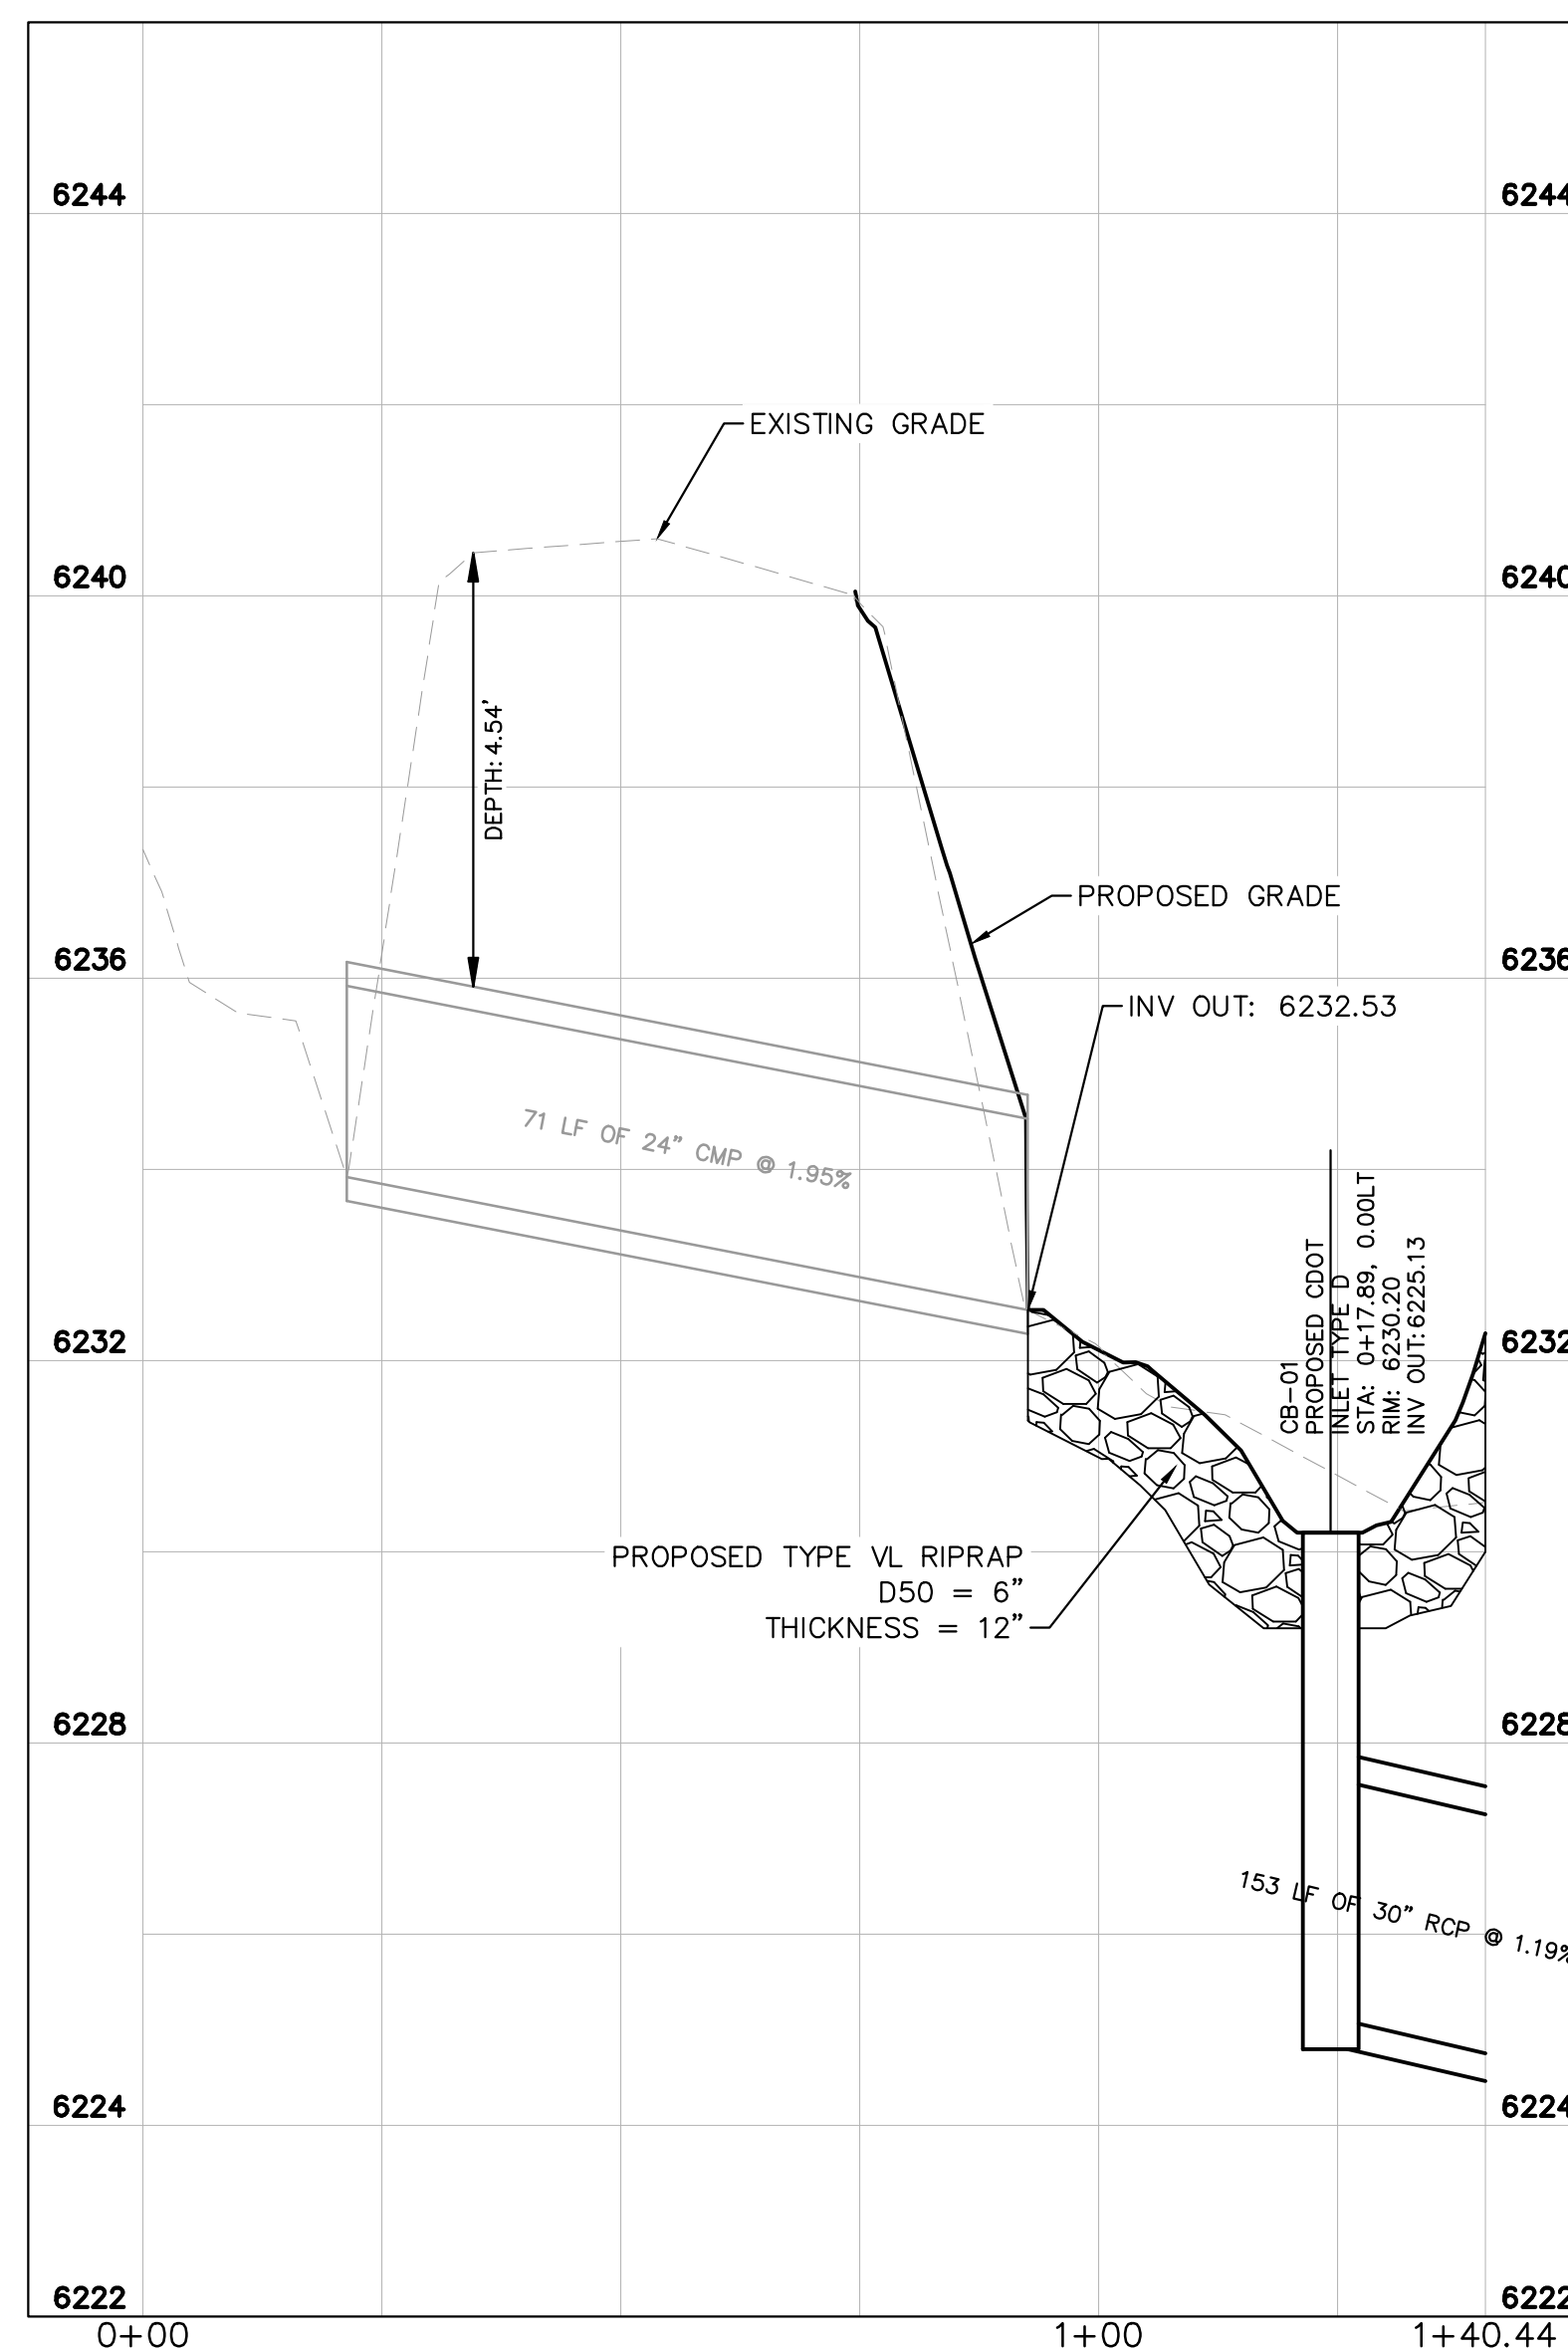 6244 6244
EXISTING GRADE
6240 6240
DEPTH: 4.54'
PROPOSED GRADE
6236 6236
INV OUT: 6232.53
71 LF OF 24" CMP @ 1.95%
CB-01
PROPOSED CDOT
INLET TYPE D
STA: 0+17.89, 0.00LT
RIM: 6230.20
INV OUT: 6225.13
6232 6232
PROPOSED TYPE VL RIPRAP
D50 = 6"
THICKNESS = 12"
6228 6228
153 LF OF 30" RCP @ 1.19%
6224 6224
6222 6222
0+00 1+00 1+40.44